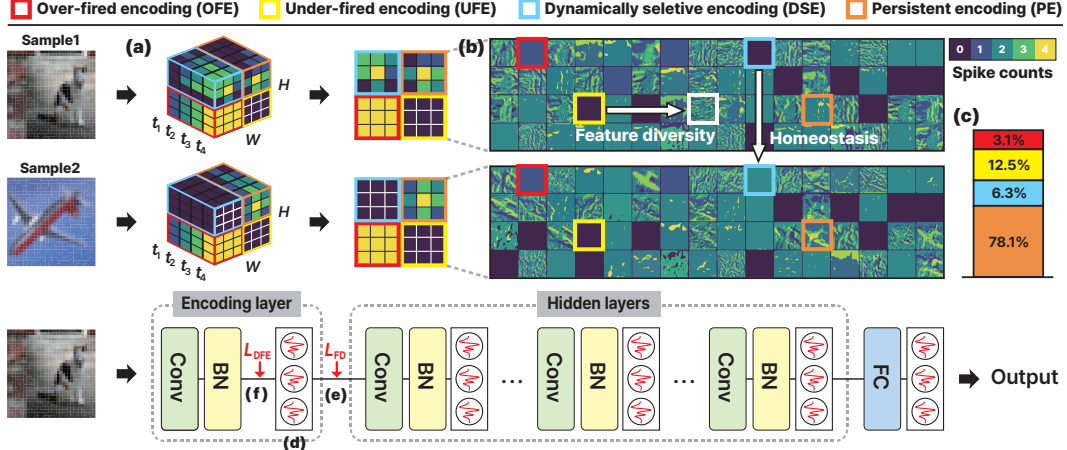 Over-fired encoding (OFE) Under-fired encoding (UFE) Dynamically seletive encoding (DSE) Persistent encoding (PE)
Sample1
(a)
H
W
t1
t2
t3
t4
(b)
Feature diversity
Homeostasis
0 1 2 3 4
Spike counts
(c)
3.1%
12.5%
6.3%
78.1%
Sample2
H
W
t1
t2
t3
t4
Encoding layer
Hidden layers
Conv
BN
LDFE
(f)
(d)
LFD
(e)
Conv
BN
...
Conv
BN
...
Conv
BN
FC
Output